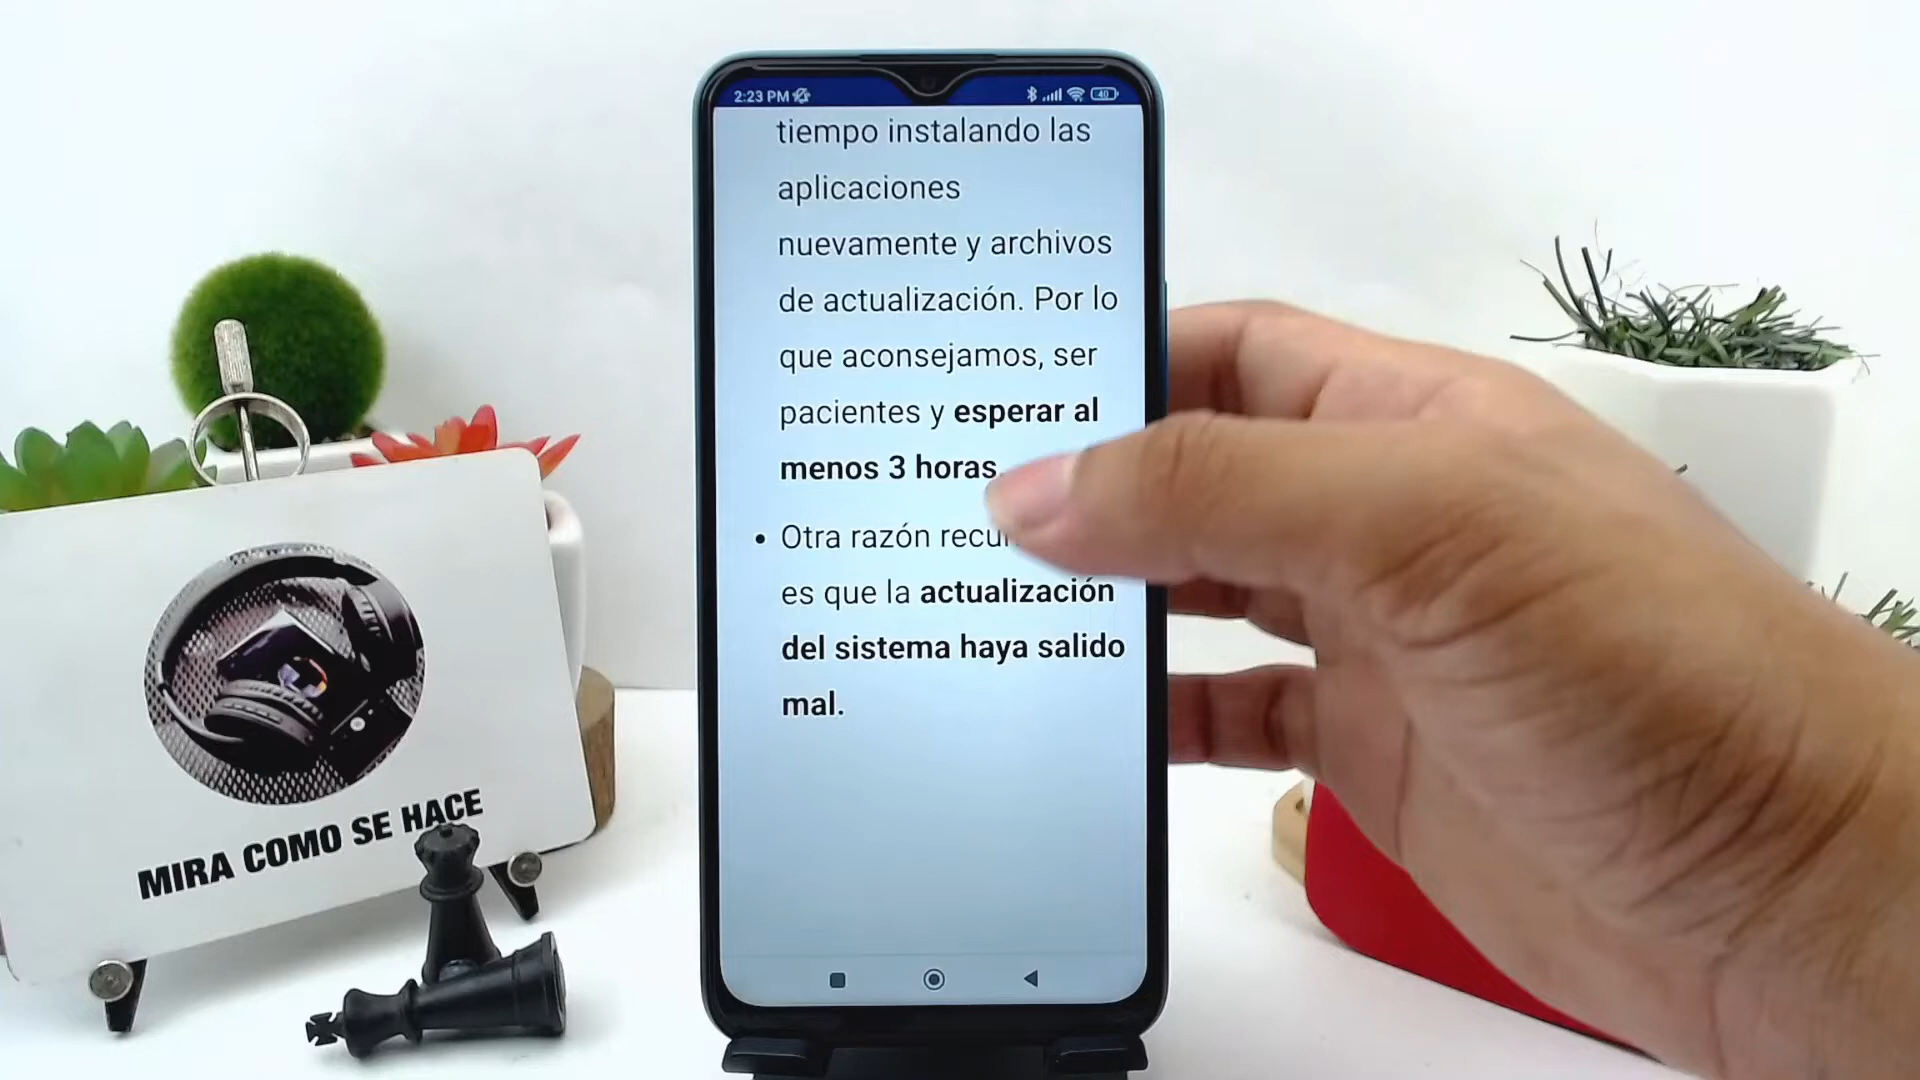 2:23 PM
40
tiempo instalando las
aplicaciones
nuevamente y archivos
de actualización. Por lo
que aconsejamos, ser
pacientes y esperar al
menos 3 horas.
• Otra razón
es que la actualización
del sistema haya salido
mal.
MIRA COMO SE HACE